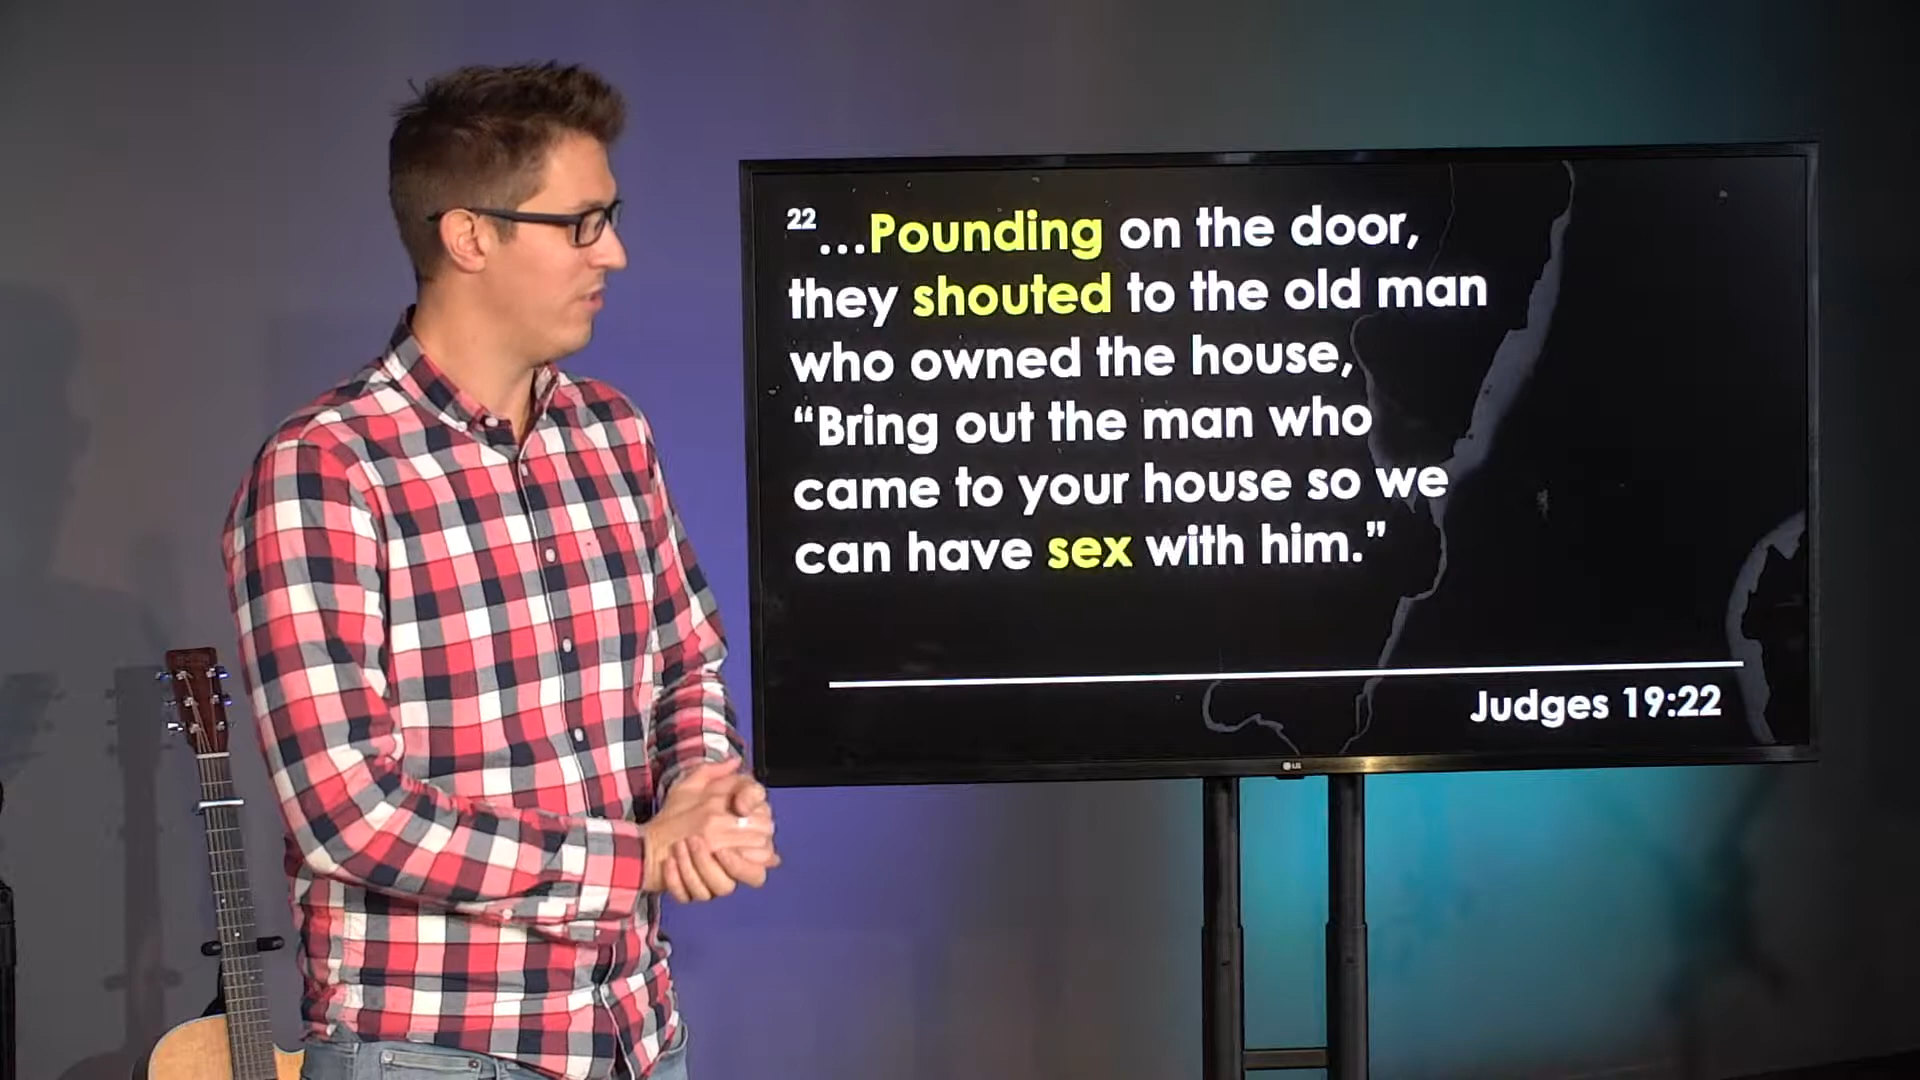 22...Pounding on the door,
they shouted to the old man
who owned the house,
“Bring out the man who
came to your house so we
can have sex with him.”
Judges 19:22
LG